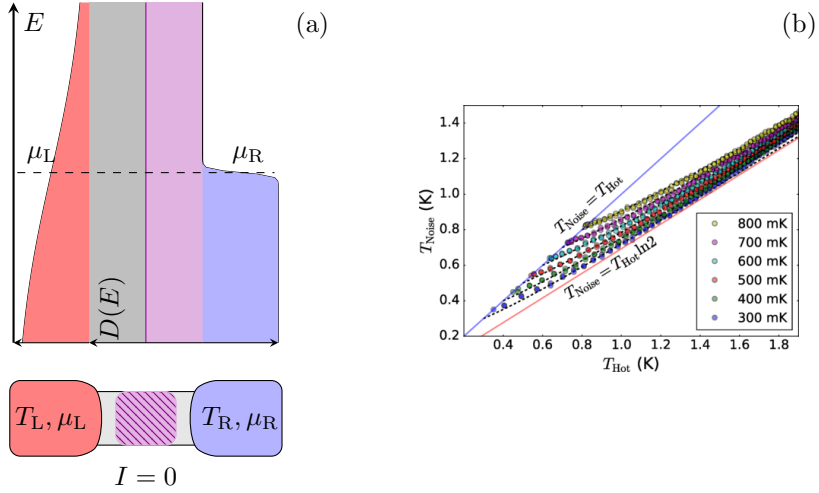 (a)
E
μL
μR
D(E)
TL, μL
TR, μR
I = 0
(b)
TNoise (K)
1.4
1.2
1.0
0.8
0.6
0.4
0.2
0.4
0.6
0.8
1.0
1.2
1.4
1.6
1.8
THot (K)
TNoise = THot
TNoise = THot ln2
800 mK
700 mK
600 mK
500 mK
400 mK
300 mK